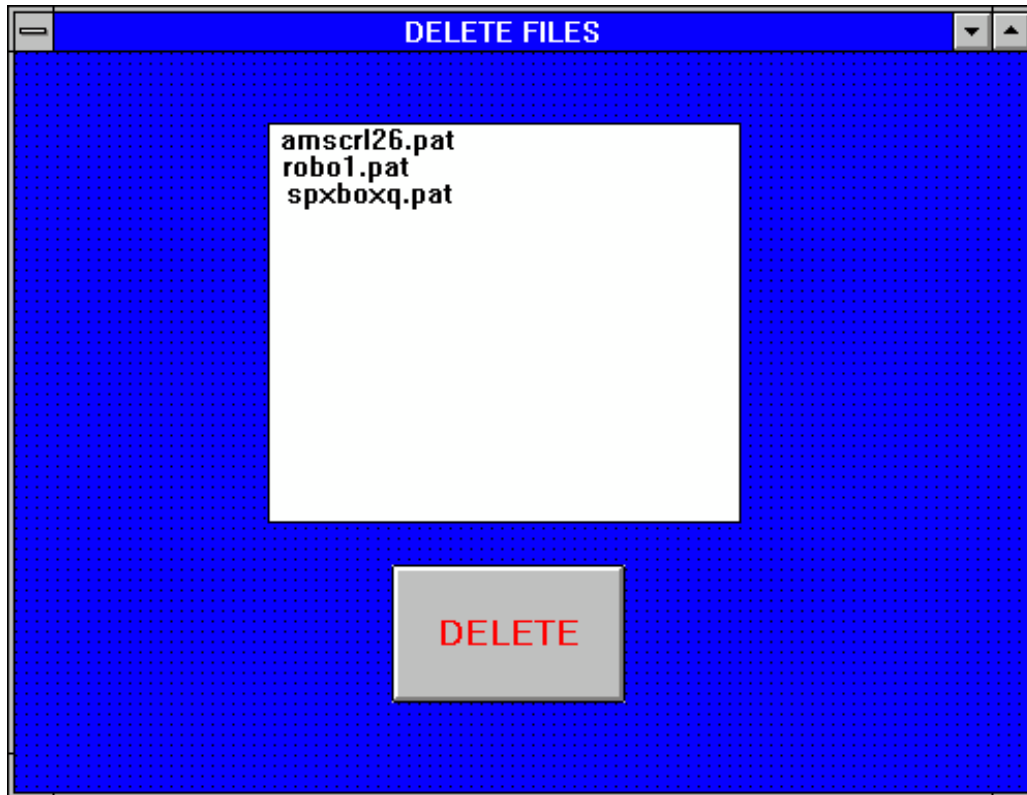 DELETE FILES
amscrl26.pat
robo1.pat
spxboxq.pat
DELETE